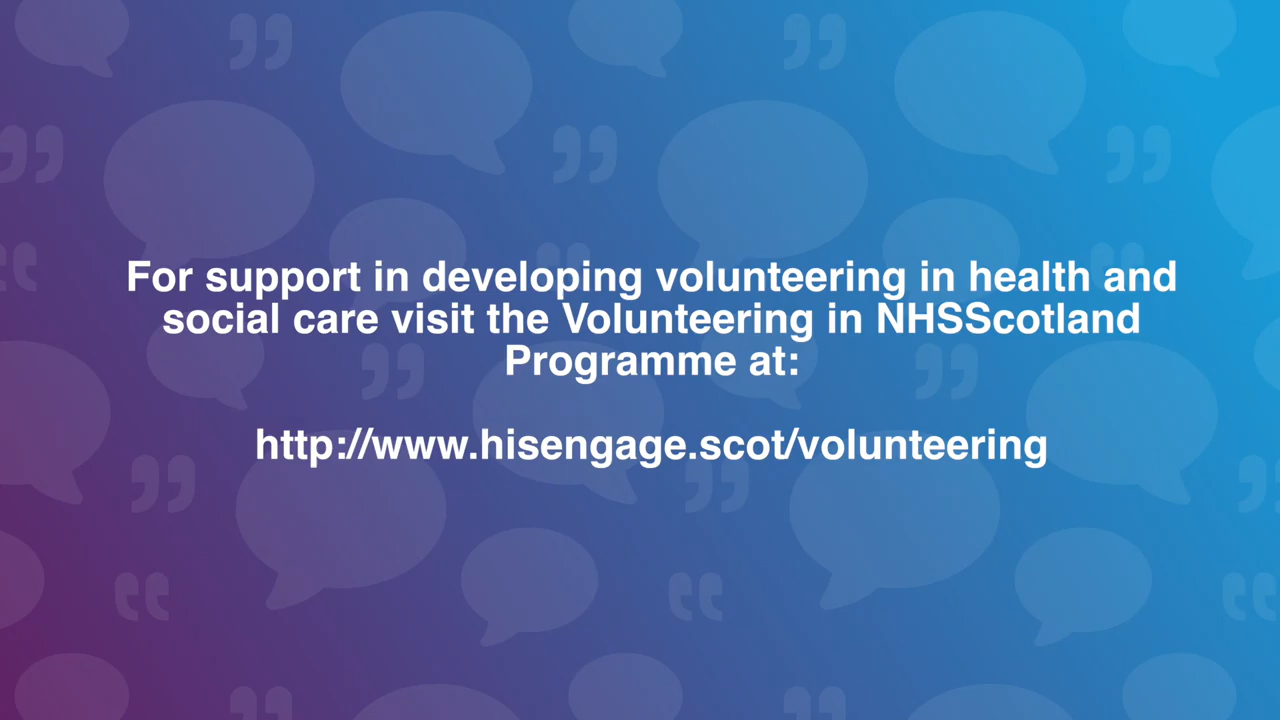 For support in developing volunteering in health and
social care visit the Volunteering in NHSScotland
Programme at:
http://www.hisengage.scot/volunteering